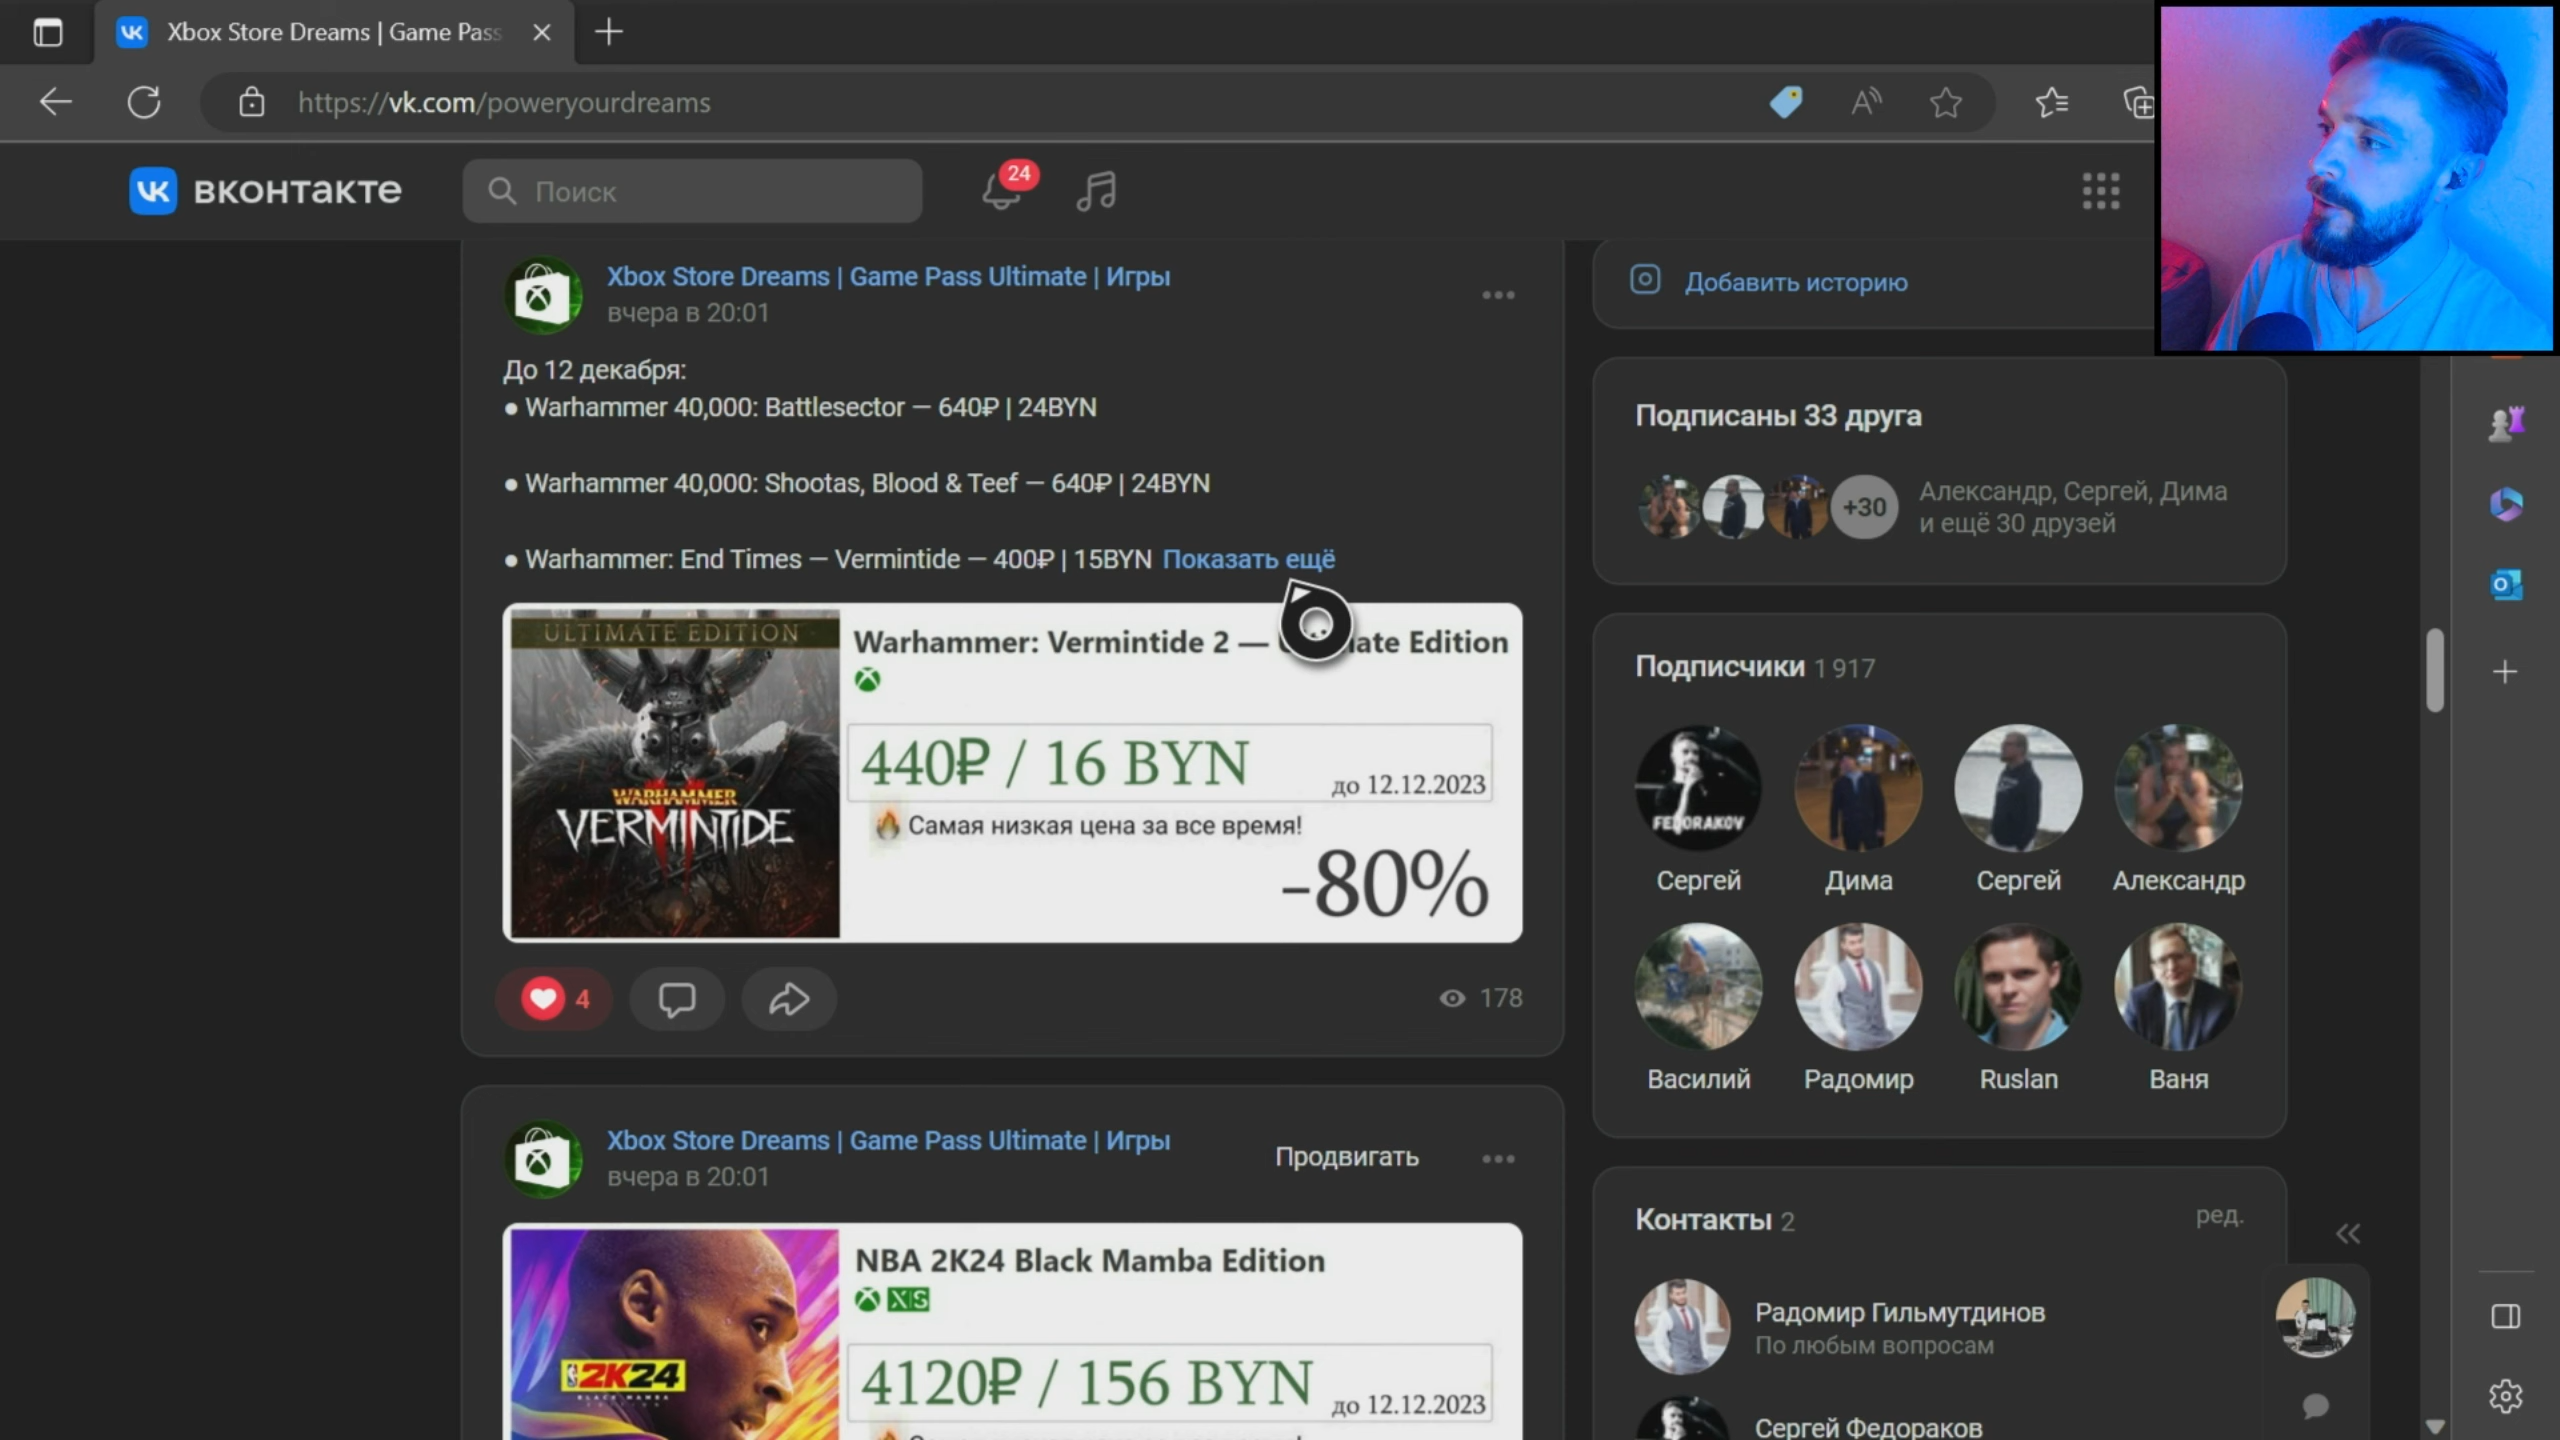 Xbox Store Dreams | Game Pass
https://vk.com/poweryourdreams
вконтакте
Поиск
24
Xbox Store Dreams | Game Pass Ultimate | Игры
вчера в 20:01
До 12 декабря:
● Warhammer 40,000: Battlesector — 640₽ | 24BYN
● Warhammer 40,000: Shootas, Blood & Teef — 640₽ | 24BYN
● Warhammer: End Times — Vermintide — 400₽ | 15BYN Показать ещё
ULTIMATE EDITION
WARHAMMER
VERMINTIDE
II
Warhammer: Vermintide 2 — ate Edition
440₽ / 16 BYN
до 12.12.2023
Самая низкая цена за все время!
-80%
4
178
Xbox Store Dreams | Game Pass Ultimate | Игры
вчера в 20:01
Продвигать
NBA 2K24 Black Mamba Edition
X|S
4120₽ / 156 BYN
до 12.12.2023
2K24
BLACK MAMBA
EDITION
Добавить историю
Подписаны 33 друга
+30
Александр, Сергей, Дима
и ещё 30 друзей
Подписчики 1 917
FEDORAKOV
Сергей
Дима
Сергей
Александр
Василий
Радомир
Ruslan
Ваня
Контакты 2
ред.
Радомир Гильмутдинов
По любым вопросам
Сергей Федораков